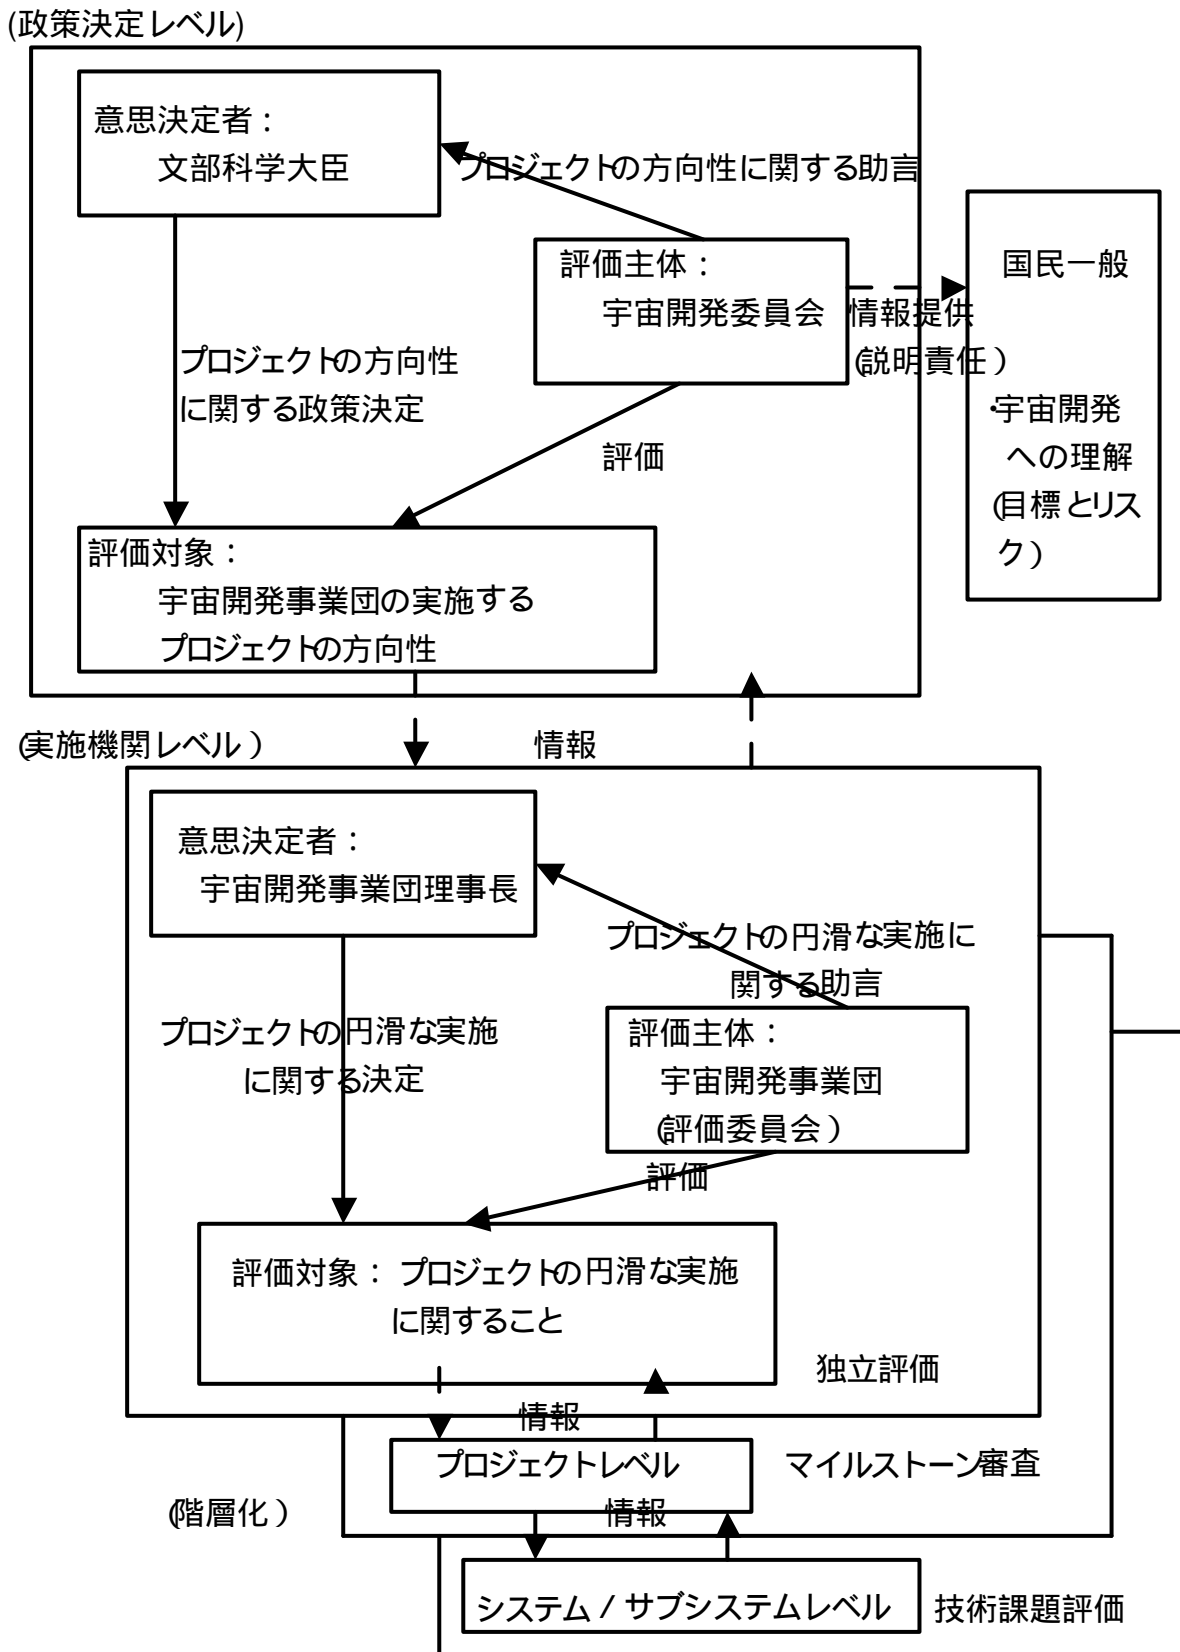 (政策決定レベル)
意思決定者：
文部科学大臣
プロジェクトの方向性に関する助言
評価主体：
宇宙開発委員会
情報提供
(説明責任)
国民一般
・宇宙開発
への理解
(目標とリス
ク)
プロジェクトの方向性
に関する政策決定
評価
評価対象：
宇宙開発事業団の実施する
プロジェクトの方向性
(実施機関レベル)
情報
意思決定者：
宇宙開発事業団理事長
プロジェクトの円滑な実施に
関する助言
プロジェクトの円滑な実施
に関する決定
評価主体：
宇宙開発事業団
(評価委員会)
評価
評価対象：プロジェクトの円滑な実施
に関すること
独立評価
情報
プロジェクトレベル
マイルストーン審査
(階層化)
情報
システム/サブシステムレベル
技術課題評価